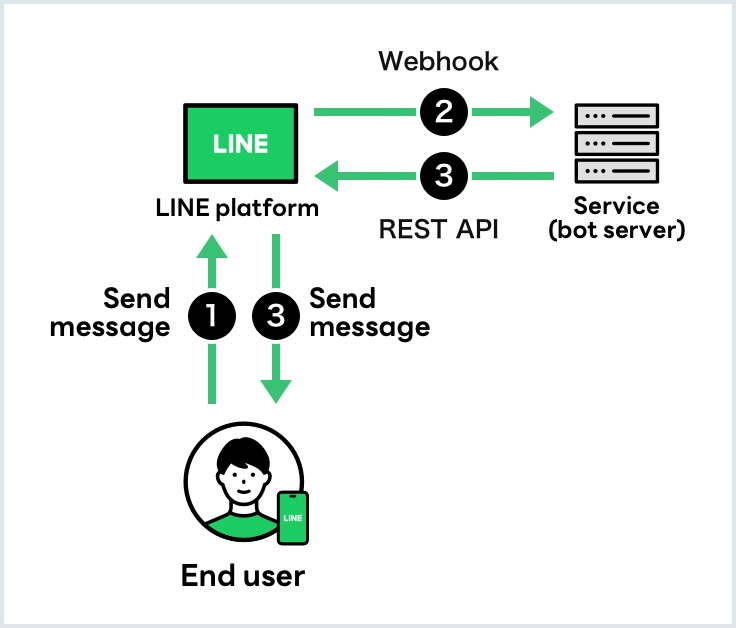 Webhook
2
LINE
3
LINE platform
REST API
Service
(bot server)
Send
message
1
3
Send
message
LINE
End user